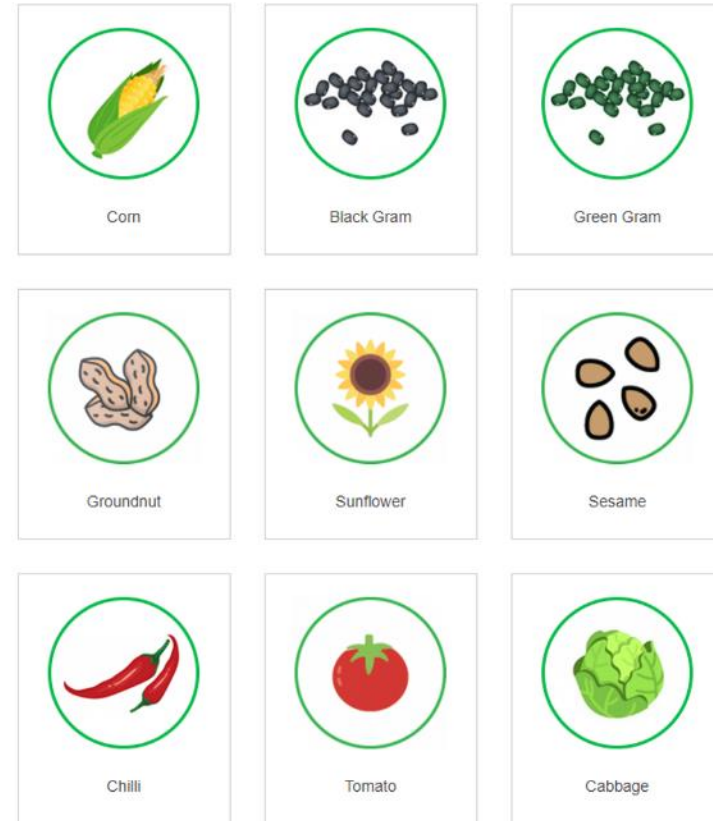 Corn
Black Gram
Green Gram
Groundnut
Sunflower
Sesame
Chilli
Tomato
Cabbage